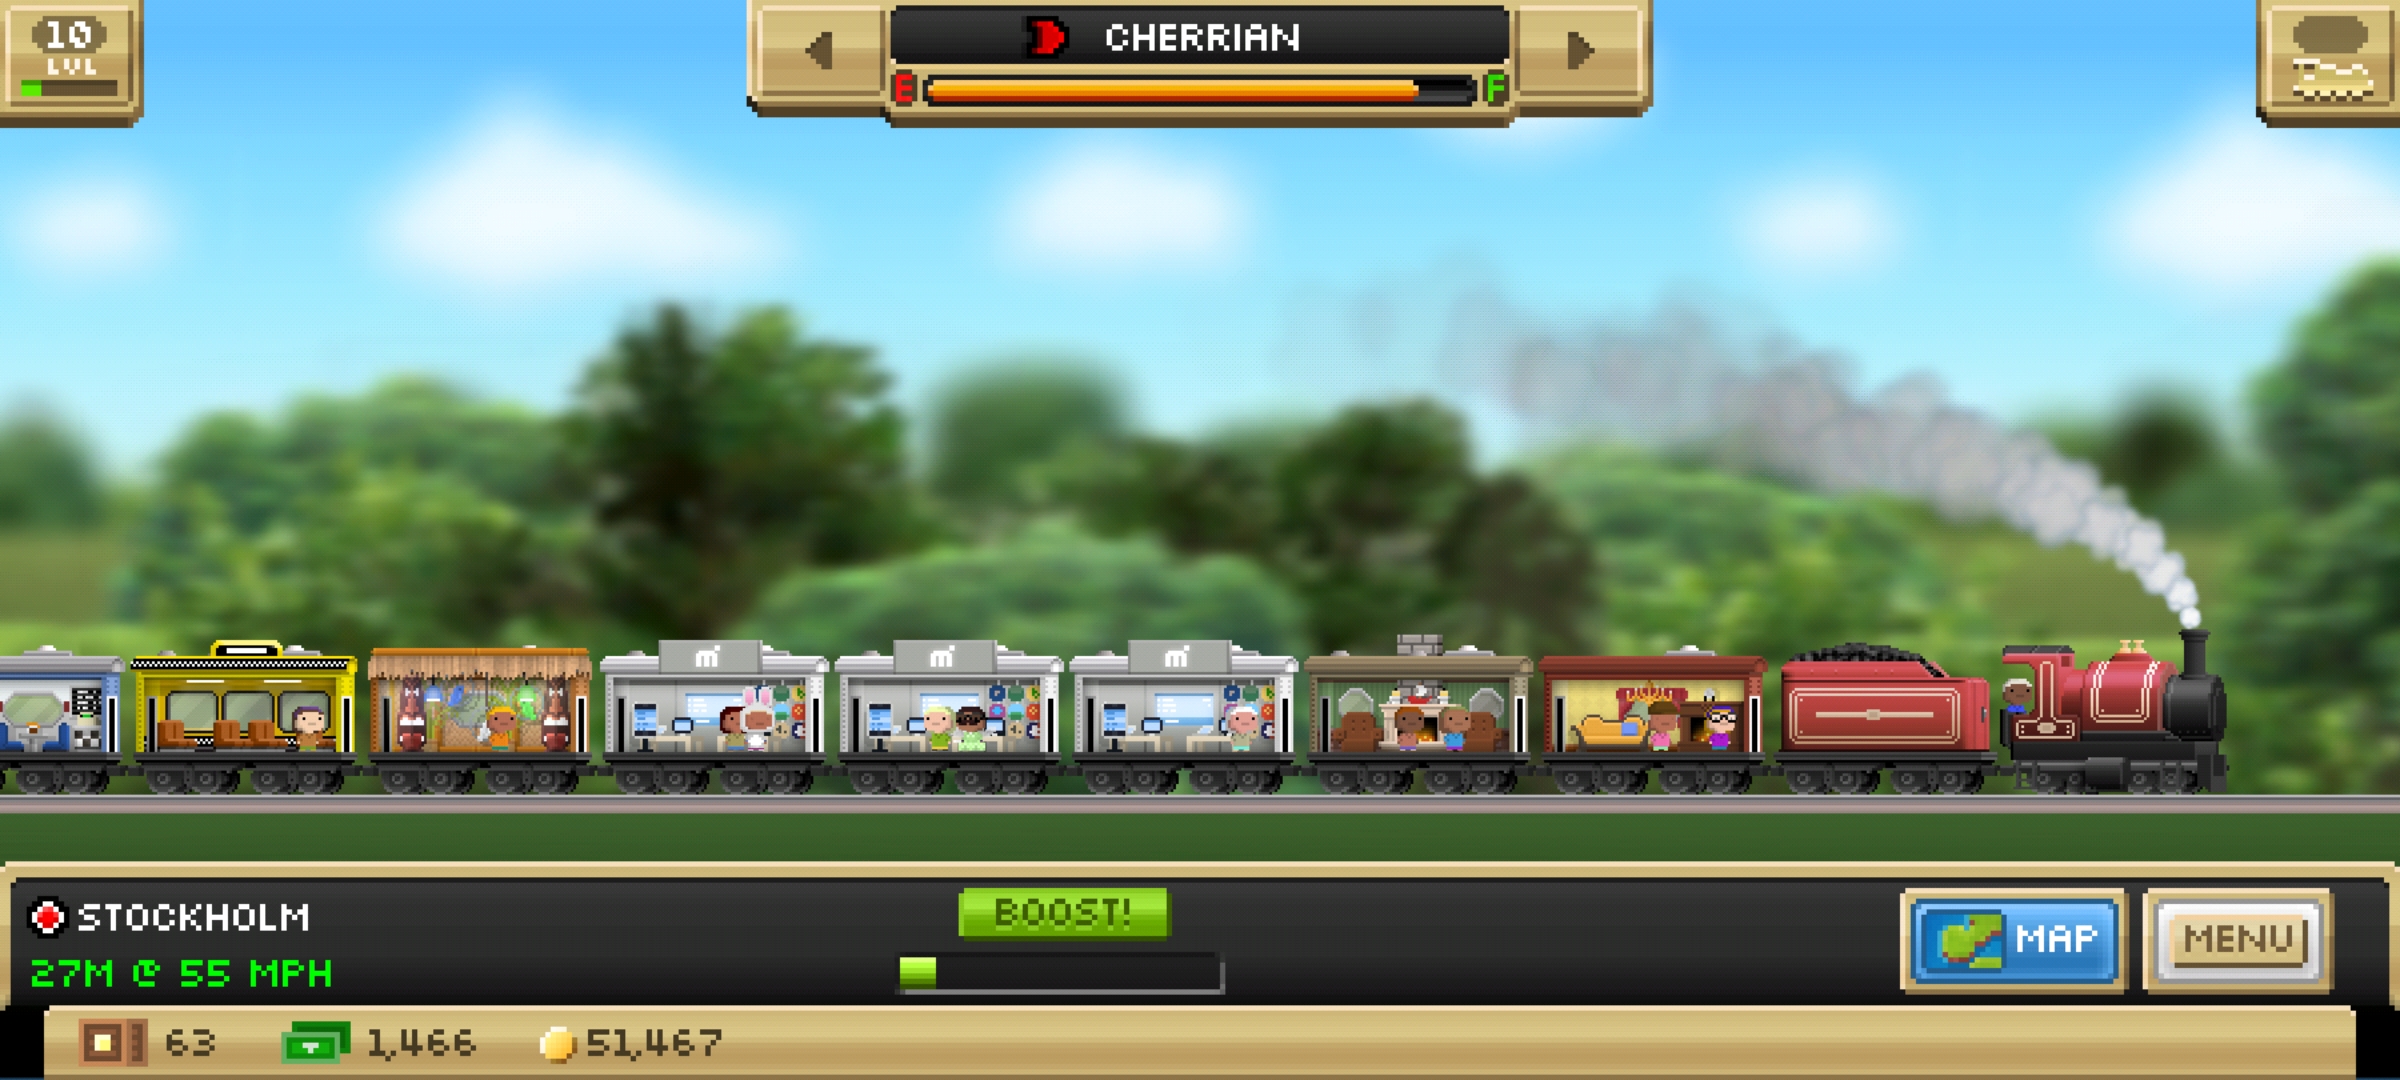 10
LVL
CHERRIAN
E F
m
m
m
STOCKHOLM
27M @ 55 MPH
BOOST!
MAP
MENU
63
1,466
51,467